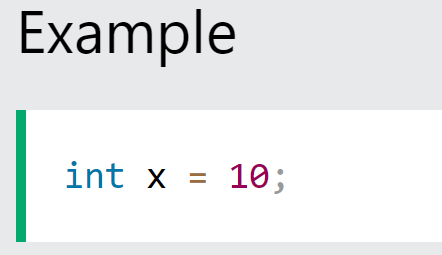 Example
int x = 10;